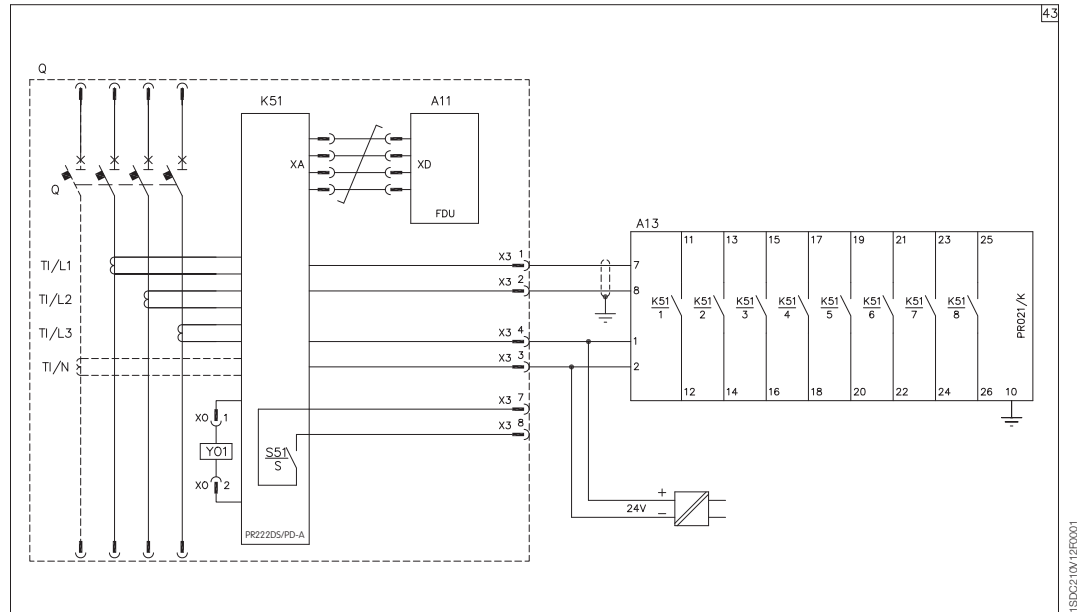 43
Q
K51
A11
XA
XD
FDU
Q
A13
11 13 15 17 19 21 23 25
TI/L1
X3 1
7
X3 2
8
TI/L2
K51 K51 K51 K51 K51 K51 K51 K51
1 2 3 4 5 6 7 8
PR021/K
TI/L3
X3 4
1
X3 3
2
TI/N
12 14 16 18 20 22 24 26 10
X3 7
X0 1
X3 8
Y01
S51
S
X0 2
+
24V
−
PR222DS/PD-A
1SDC210V12F0001